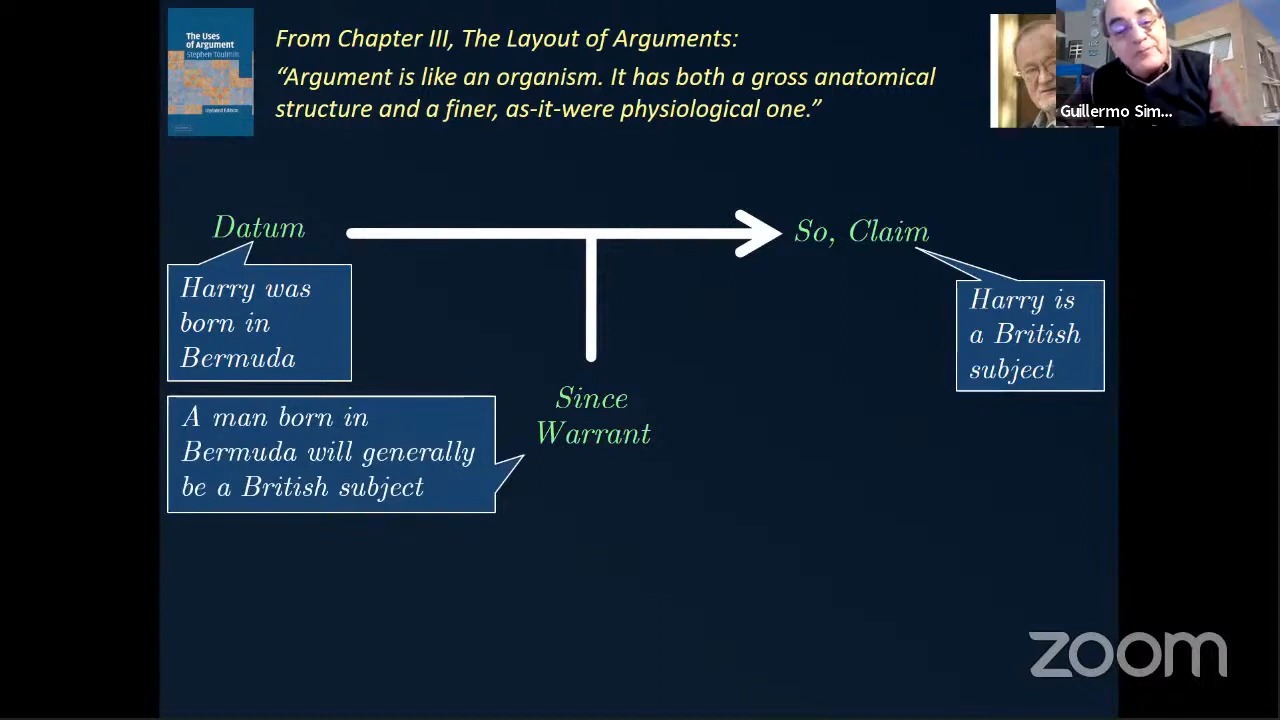 The Uses
of Argument
Stephen Toulmin
Updated Edition
From Chapter III, The Layout of Arguments:
“Argument is like an organism. It has both a gross anatomical
structure and a finer, as-it-were physiological one.”
Guillermo Sim...
Datum
So, Claim
Harry was
born in
Bermuda
Harry is
a British
subject
Since
Warrant
A man born in
Bermuda will generally
be a British subject
zoom